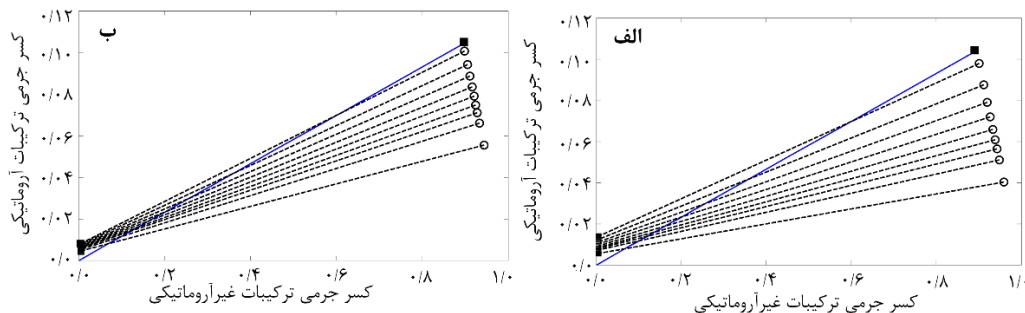 الف
کسر جرمی ترکیبات آروماتیکی
۰/۱۲
۰/۱۰
۰/۰۸
۰/۰۶
۰/۰۴
۰/۰۲
۰/۰
۰/۰ ۰/۲ ۰/۴ ۰/۶ ۰/۸ ۱/۰
کسر جرمی ترکیبات غیرآروماتیکی
ب
کسر جرمی ترکیبات آروماتیکی
۰/۱۲
۰/۱۰
۰/۰۸
۰/۰۶
۰/۰۴
۰/۰۲
۰/۰
۰/۰ ۰/۲ ۰/۴ ۰/۶ ۰/۸ ۱/۰
کسر جرمی ترکیبات غیرآروماتیکی